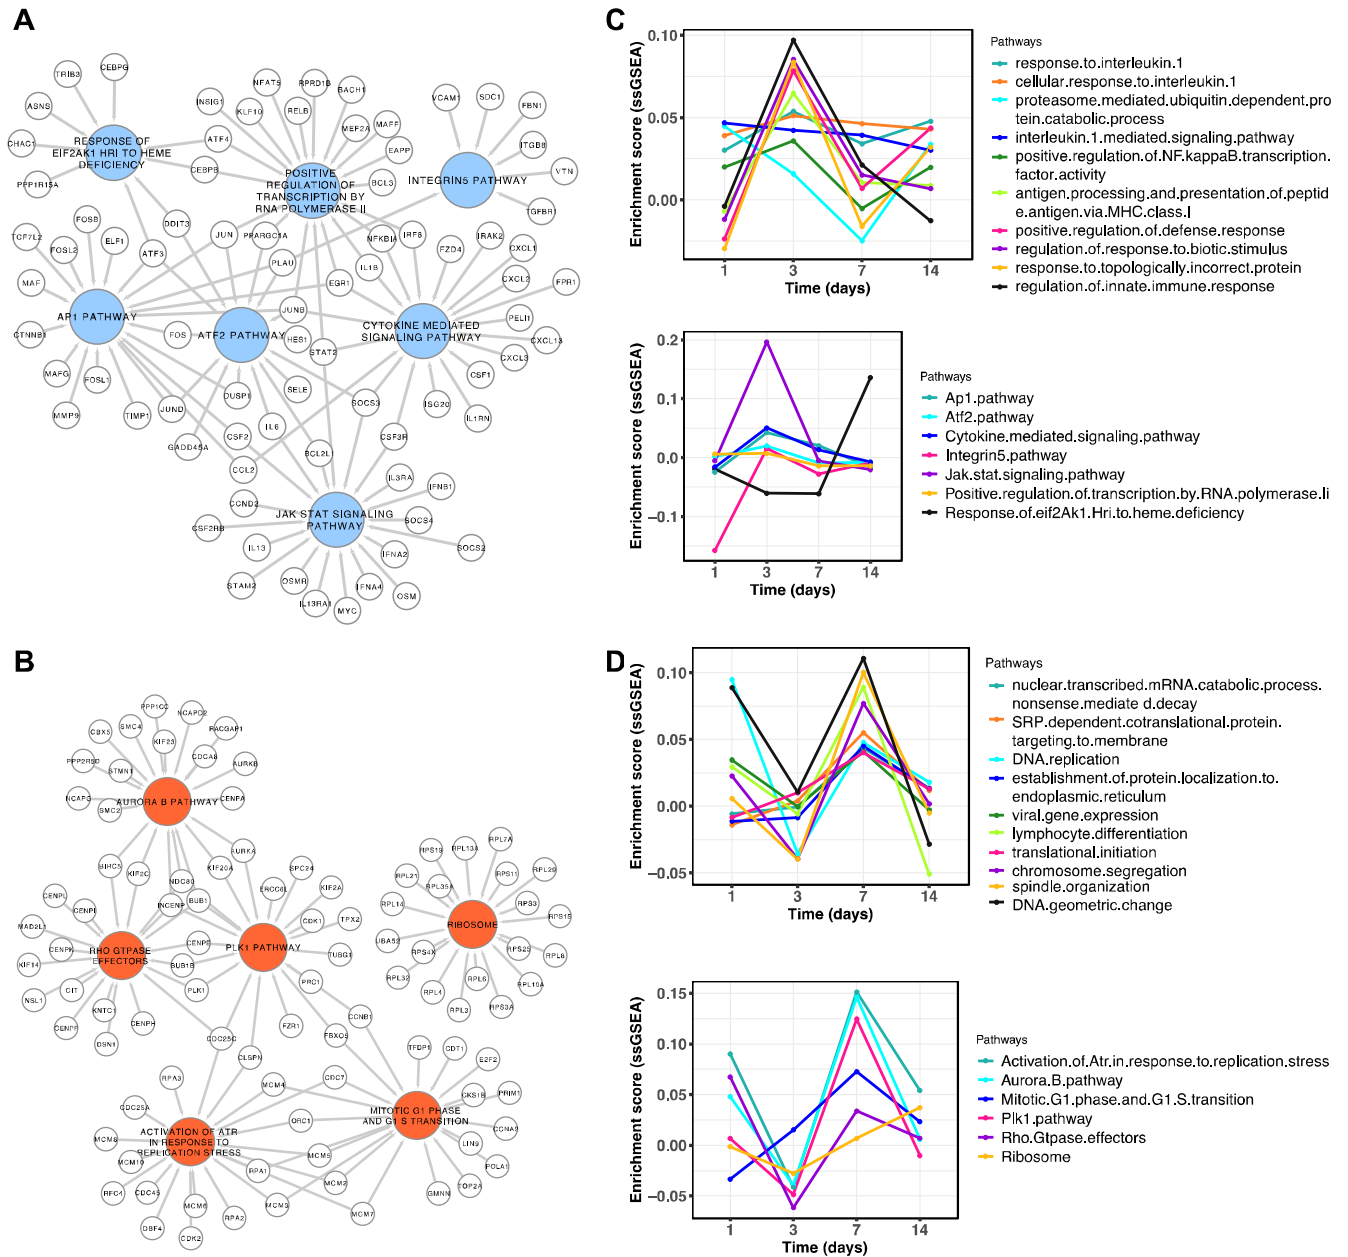 A
CEBPG
TRIB3
ASNS
CHAC1
PPP1R15A
RESPONSE OF
EIF2AK1 HRI TO HEME
DEFICIENCY
ATF4
CEBPB
DDIT3
ATF3
INSIG1
KLF10
NFAT5
RELB
RPRD1B
BACH1
MEF2A
MAFF
EAPP
BCL3
POSITIVE
REGULATION OF
TRANSCRIPTION BY
RNA POLYMERASE II
VCAM1
SDC1
FBN1
ITGB8
VTN
TGFBR1
INTEGRIN5 PATHWAY
TCF7L2
FOSB
FOSL2
ELF1
MAF
CTNNB1
MAFG
FOSL1
MMP9
TIMP1
AP1 PATHWAY
JUN
PPARGC1A
PLAU
NFKBIA
IRF8
IL1B
EGR1
JUNB
FOS
ATF2 PATHWAY
HES1
STAT2
FZD4
IRAK2
CXCL1
CXCL2
FPR1
PELI1
CXCL13
CXCL3
CSF1
IL1RN
ISG20
CYTOKINE MEDIATED
SIGNALING PATHWAY
JUND
DUSP1
SELE
SOCS3
GADD45A
CSF2
IL6
CCL2
BCL2L1
CSF3R
IL3RA
IFNB1
CCND2
CSF2RB
SOCS4
SOCS2
JAK STAT SIGNALING
PATHWAY
IL13
IFNA2
STAM2
OSMR
IL13RA1
MYC
IFNA4
OSM
B
PPP1CC
NCAPD2
SMC4
CBX5
KIF23
RACGAP1
PPP2R5D
STMN1
CDCA8
AURKB
NCAPG
SMC2
CENPA
AURORA B PATHWAY
BIRC5
KIF2C
NDC80
KIF20A
AURKA
INCENP
BUB1
ERCC6L
SPC24
KIF2A
CDK1
TPX2
TUBG1
CENPL
CENPI
MAD2L1
CENPK
KIF14
NSL1
CIT
KNTC1
CENPF
DSN1
CENPH
RHO GTPASE
EFFECTORS
CENPE
BUB1B
PLK1
PLK1 PATHWAY
PRC1
CCNB1
FZR1
FBXO5
CDC25C
CLSPN
RPS19
RPL13A
RPL7A
RPL21
RPL35A
RPS11
RPL29
RPL14
RPS3
RPS15
UBA52
RPS4X
RPS25
RPL8
RPL32
RPL4
RPL6
RPL10A
RPL3
RPS3A
RIBOSOME
TFDP1
CDT1
E2F2
CKS1B
PRIM1
CCNA2
LIN9
POLA1
TOP2A
GMNN
MITOTIC G1 PHASE
AND G1 S TRANSITION
MCM4
CDC7
ORC1
MCM5
RPA1
MCM2
MCM3
MCM7
RPA3
CDC25A
MCM8
MCM10
RFC4
CDC45
DBF4
MCM6
CDK2
RPA2
ACTIVATION OF ATR
IN RESPONSE TO
REPLICATION STRESS
C
Enrichment score (ssGSEA)
0.10
0.05
0.00
1
3
7
14
Time (days)
Pathways
response.to.interleukin.1
cellular.response.to.interleukin.1
proteasome.mediated.ubiquitin.dependent.pro
tein.catabolic.process
interleukin.1.mediated.signaling.pathway
positive.regulation.of.NF.kappaB.transcription.
factor.activity
antigen.processing.and.presentation.of.peptid
e.antigen.via.MHC.class.I
positive.regulation.of.defense.response
regulation.of.response.to.biotic.stimulus
response.to.topologically.incorrect.protein
regulation.of.innate.immune.response
Enrichment score (ssGSEA)
0.2
0.1
0.0
−0.1
1
3
7
14
Time (days)
Pathways
Ap1.pathway
Atf2.pathway
Cytokine.mediated.signaling.pathway
Integrin5.pathway
Jak.stat.signaling.pathway
Positive.regulation.of.transcription.by.RNA.polymerase.Ii
Response.of.eif2Ak1.Hri.to.heme.deficiency
D
Enrichment score (ssGSEA)
0.10
0.05
0.00
−0.05
1
3
7
14
Time (days)
Pathways
nuclear.transcribed.mRNA.catabolic.process.
nonsense.mediate d.decay
SRP.dependent.cotranslational.protein.
targeting.to.membrane
DNA.replication
establishment.of.protein.localization.to.
endoplasmic.reticulum
viral.gene.expression
lymphocyte.differentiation
translational.initiation
chromosome.segregation
spindle.organization
DNA.geometric.change
Enrichment score (ssGSEA)
0.15
0.10
0.05
0.00
−0.05
1
3
7
14
Time (days)
Pathways
Activation.of.Atr.in.response.to.replication.stress
Aurora.B.pathway
Mitotic.G1.phase.and.G1.S.transition
Plk1.pathway
Rho.Gtpase.effectors
Ribosome